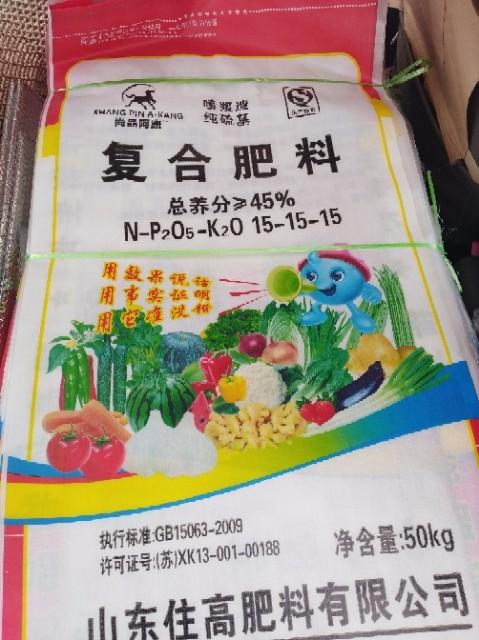 SHANG PIN A-KANG
尚品阿康
喷浆造
纯硫基
复合肥料
总养分≥45%
N-P₂O₅-K₂O 15-15-15
用数果说话
用事实证明
用它准没错
执行标准:GB15063-2009
许可证号:(苏)XK13-001-00188
净含量:50kg
山东住高肥料有限公司